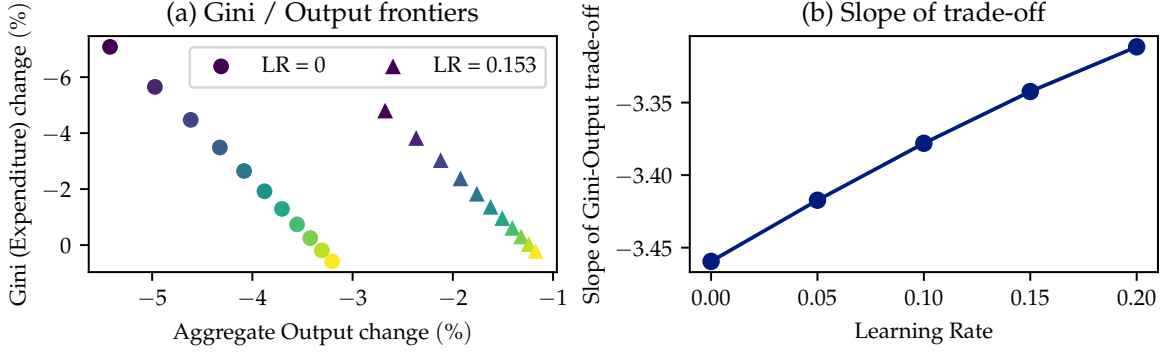 (a) Gini / Output frontiers
Gini (Expenditure) change (%)
−6
−4
−2
0
LR = 0
LR = 0.153
−5
−4
−3
−2
−1
Aggregate Output change (%)
(b) Slope of trade-off
Slope of Gini-Output trade-off
−3.35
−3.40
−3.45
0.00
0.05
0.10
0.15
0.20
Learning Rate